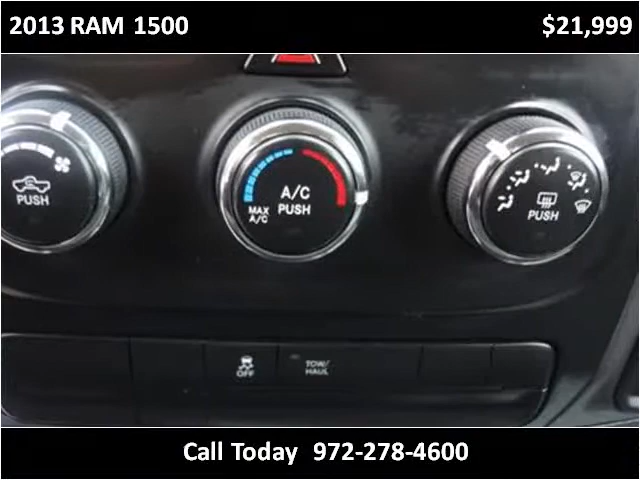 2013 RAM 1500 $21,999
PUSH
A/C
PUSH
MAX
A/C
PUSH
OFF
TOW/
HAUL
Call Today 972-278-4600